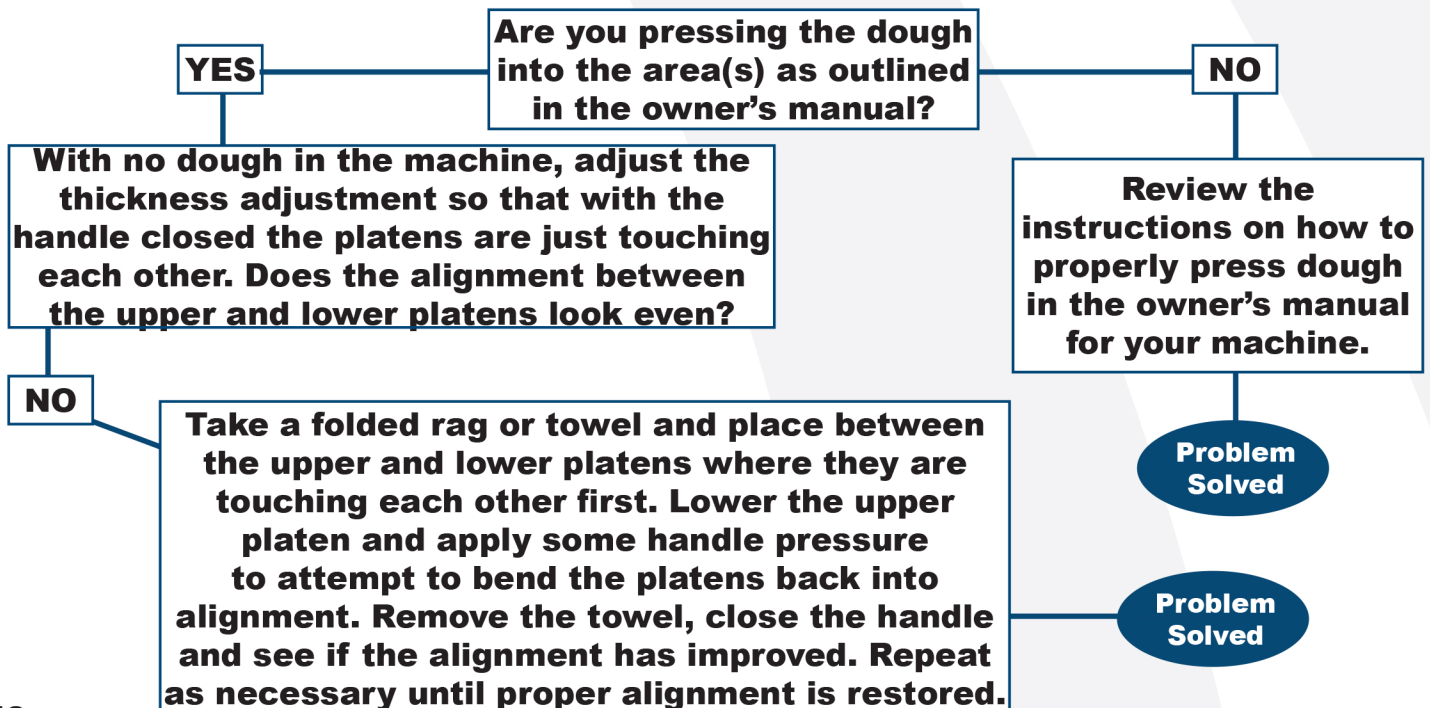 Are you pressing the dough
into the area(s) as outlined
in the owner's manual?
YES
NO
With no dough in the machine, adjust the
thickness adjustment so that with the
handle closed the platens are just touching
each other. Does the alignment between
the upper and lower platens look even?
Review the
instructions on how to
properly press dough
in the owner's manual
for your machine.
NO
Take a folded rag or towel and place between
the upper and lower platens where they are
touching each other first. Lower the upper
platen and apply some handle pressure
to attempt to bend the platens back into
alignment. Remove the towel, close the handle
and see if the alignment has improved. Repeat
as necessary until proper alignment is restored.
Problem
Solved
Problem
Solved